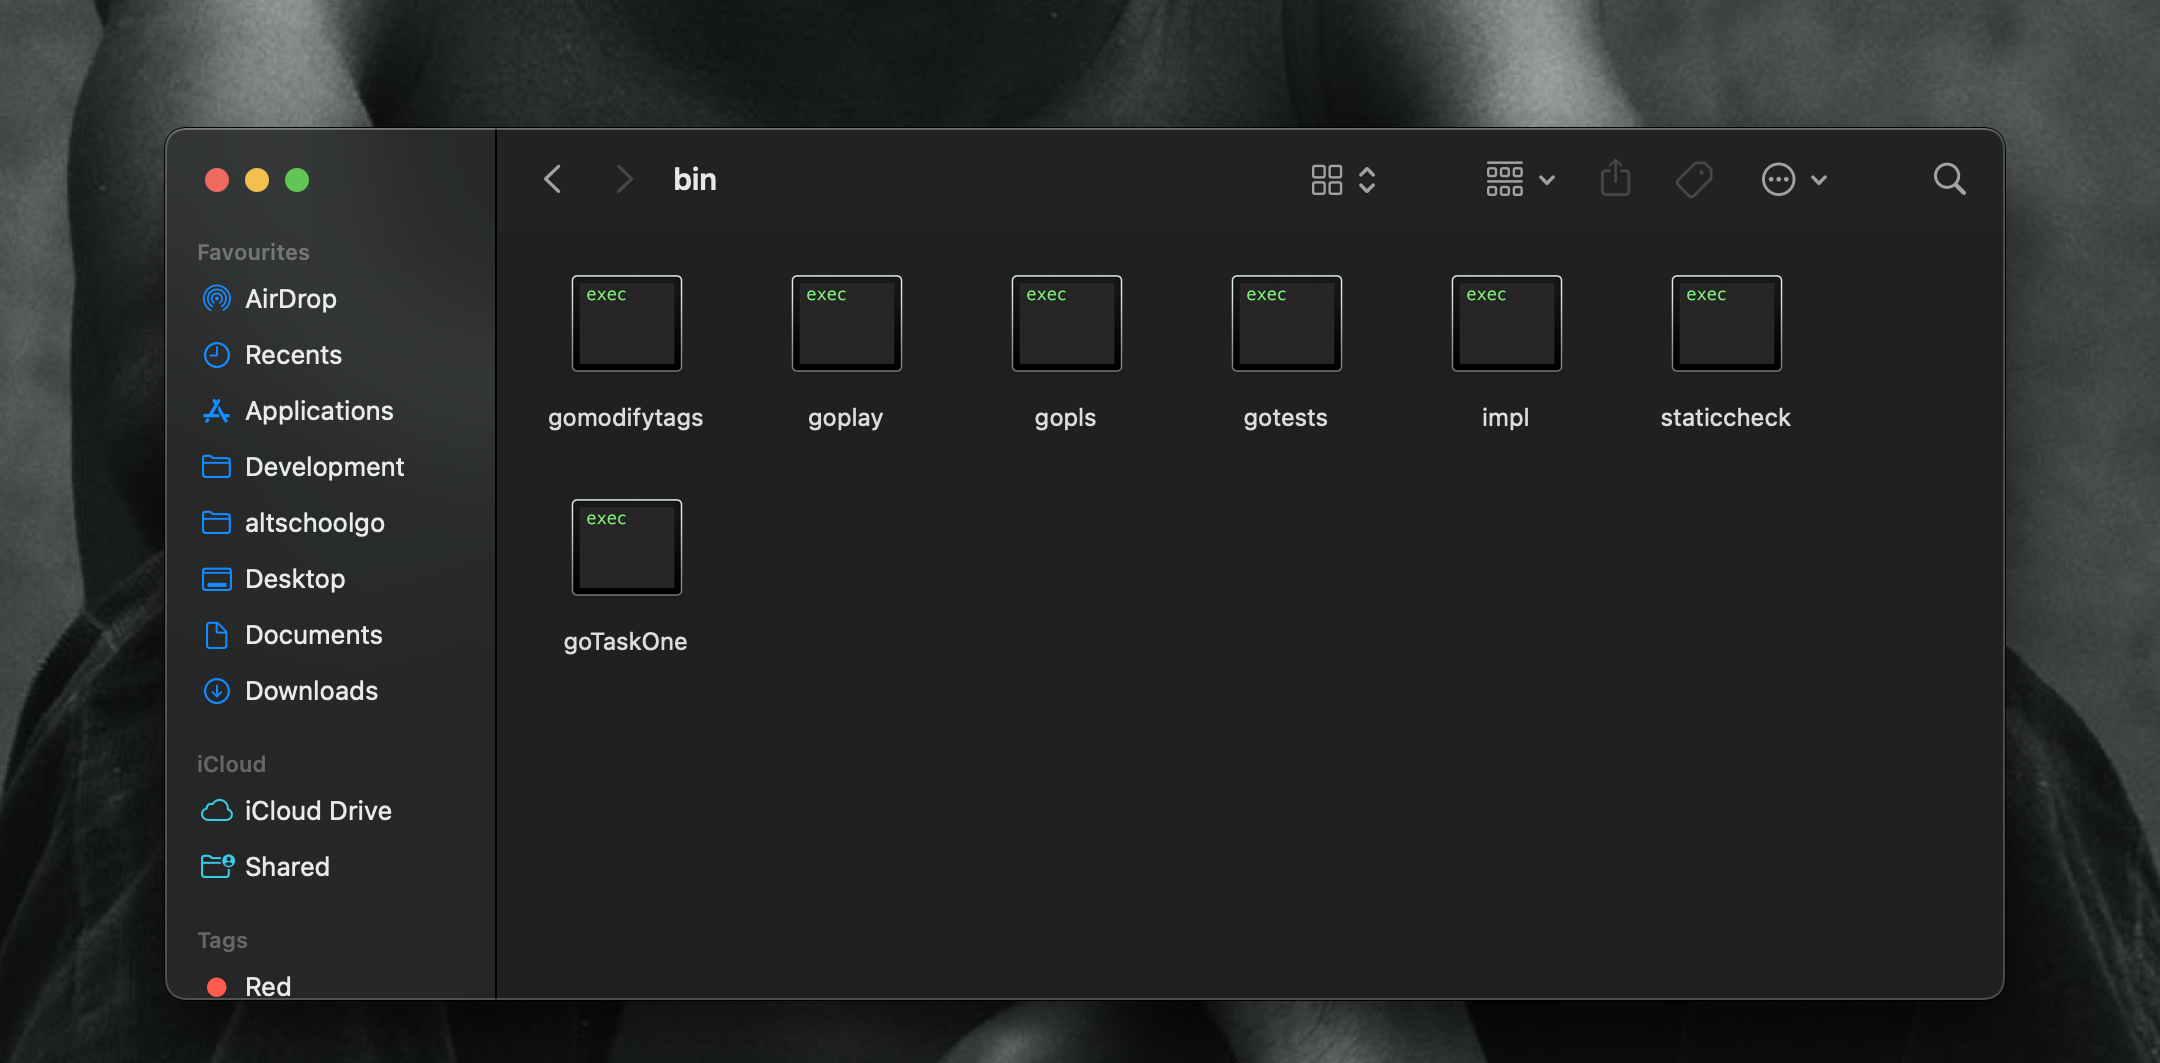 bin
Favourites
AirDrop
Recents
Applications
Development
altschoolgo
Desktop
Documents
Downloads
iCloud
iCloud Drive
Shared
Tags
Red
exec exec exec exec exec exec
gomodifytags goplay gopls gotests impl staticcheck
exec
goTaskOne